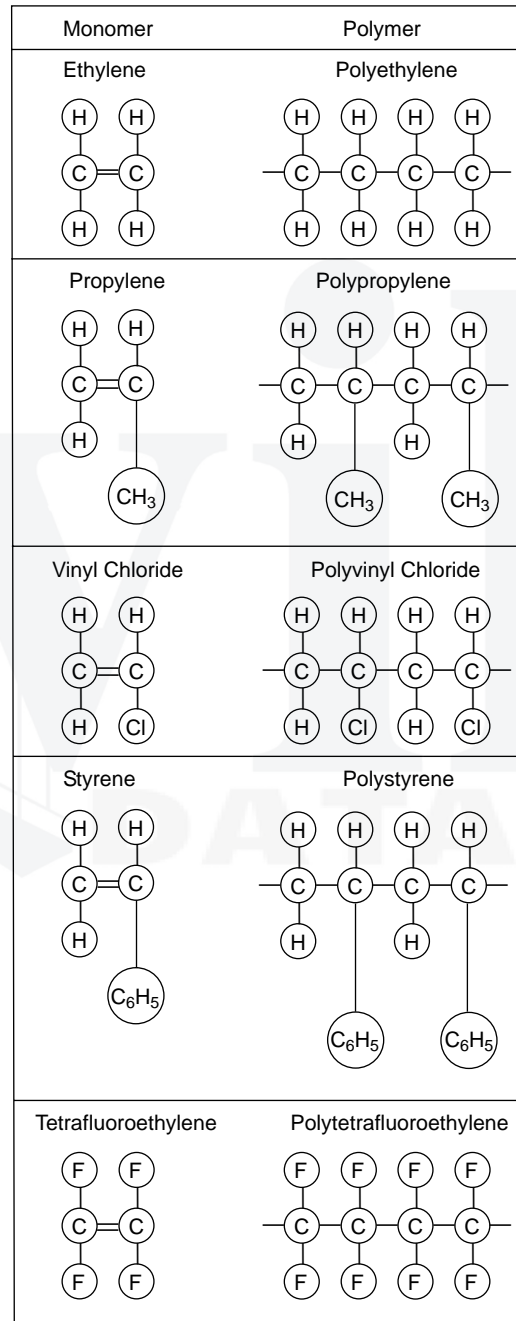 Monomer Polymer
Ethylene Polyethylene
H H H H H H
C C C C C C
H H H H H H
Propylene Polypropylene
H H H H H H
C C C C C C
H H H
CH₃ CH₃ CH₃
Vinyl Chloride Polyvinyl Chloride
H H H H H H
C C C C C C
H Cl H Cl H Cl
Styrene Polystyrene
H H H H H H
C C C C C C
H H H
C₆H₅
C₆H₅ C₆H₅
Tetrafluoroethylene Polytetrafluoroethylene
F F F F F F
C C C C C C
F F F F F F
DATA